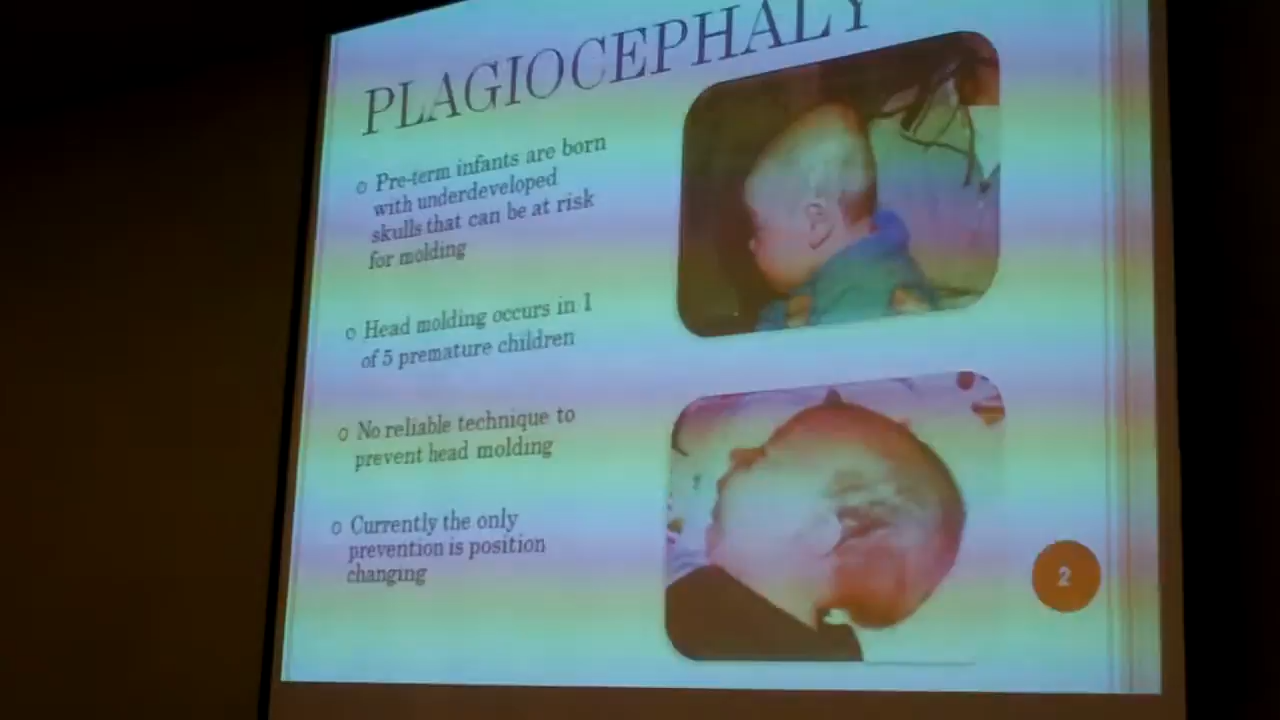 PLAGIOCEPHALY
o Pre-term infants are born
with underdeveloped
skulls that can be at risk
for molding
o Head molding occurs in 1
of 5 premature children
o No reliable technique to
prevent head molding
o Currently the only
prevention is position
changing
2